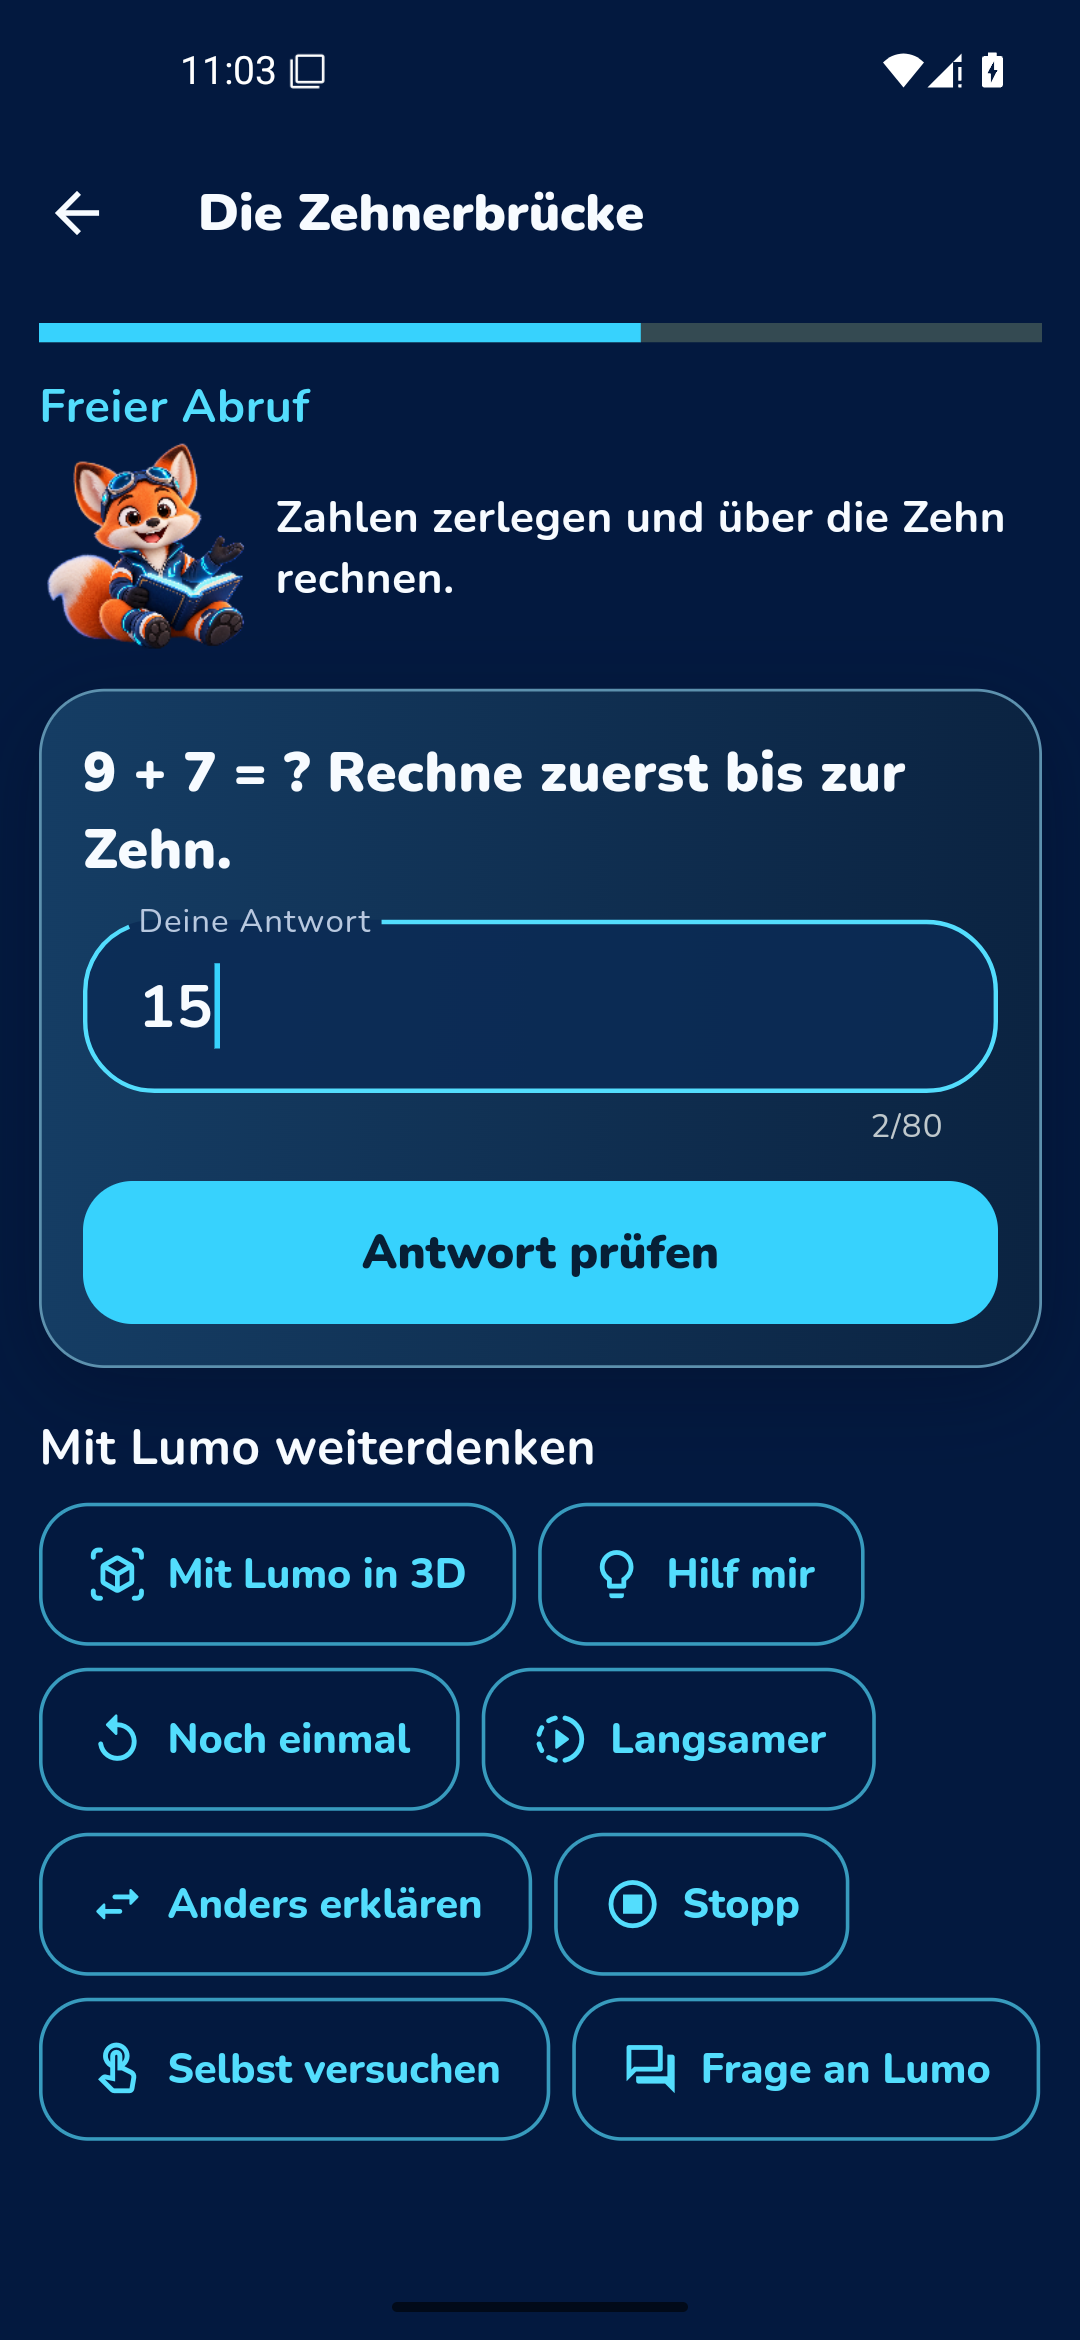 11:03
Die Zehnerbrücke
Freier Abruf
Zahlen zerlegen und über die Zehn
rechnen.
9 + 7 = ? Rechne zuerst bis zur
Zehn.
Deine Antwort
15
2/80
Antwort prüfen
Mit Lumo weiterdenken
Mit Lumo in 3D
Hilf mir
Noch einmal
Langsamer
Anders erklären
Stopp
Selbst versuchen
Frage an Lumo